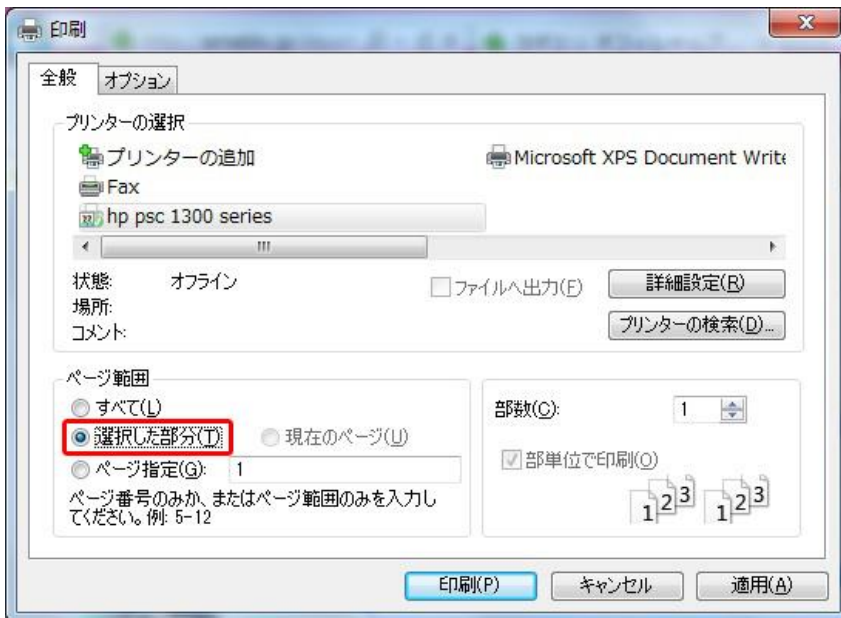 印刷
全般 オプション
プリンターの選択
プリンターの追加 Microsoft XPS Document Write
Fax
hp psc 1300 series
状態: オフライン ファイルへ出力(F) 詳細設定(R)
場所:
コメント: プリンターの検索(D)...
ページ範囲
すべて(L) 部数(C): 1
選択した部分(T) 現在のページ(U)
ページ指定(G): 1 部単位で印刷(O)
ページ番号のみか、またはページ範囲のみを入力し
てください。例: 5-12
1 2 3 1 2 3
印刷(P) キャンセル 適用(A)